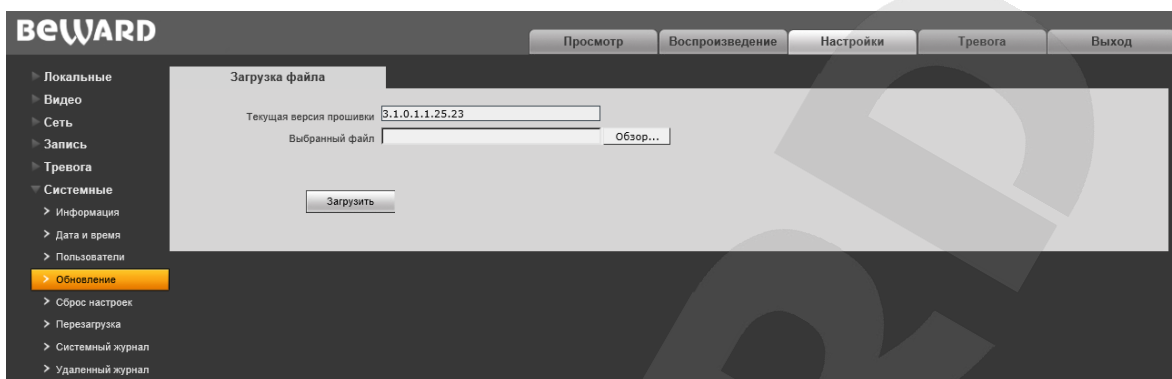 BEWARD
Просмотр Воспроизведение Настройки Тревога Выход
Локальные
Видео
Сеть
Запись
Тревога
Системные
Информация
Дата и время
Пользователи
Обновление
Сброс настроек
Перезагрузка
Системный журнал
Удаленный журнал
Загрузка файла
Текущая версия прошивки 3.1.0.1.1.25.23
Выбранный файл Обзор...
Загрузить